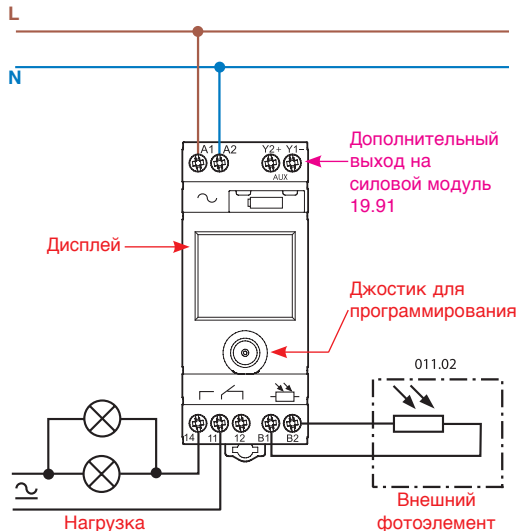 L
N
A1 A2 Y2+ Y1-
AUX
Дополнительный
выход на
силовой модуль
19.91
Дисплей
Джостик для
программирования
011.02
14 11 12 B1 B2
Нагрузка
Внешний
фотоэлемент